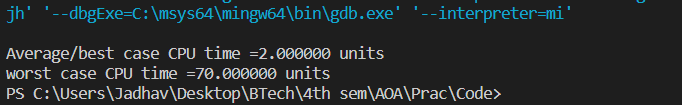 jh' '--dbgExe=C:\msys64\mingw64\bin\gdb.exe' '--interpreter=mi'
Average/best case CPU time =2.000000 units
worst case CPU time =70.000000 units
PS C:\Users\Jadhav\Desktop\BTech\4th sem\AOA\Prac\Code>